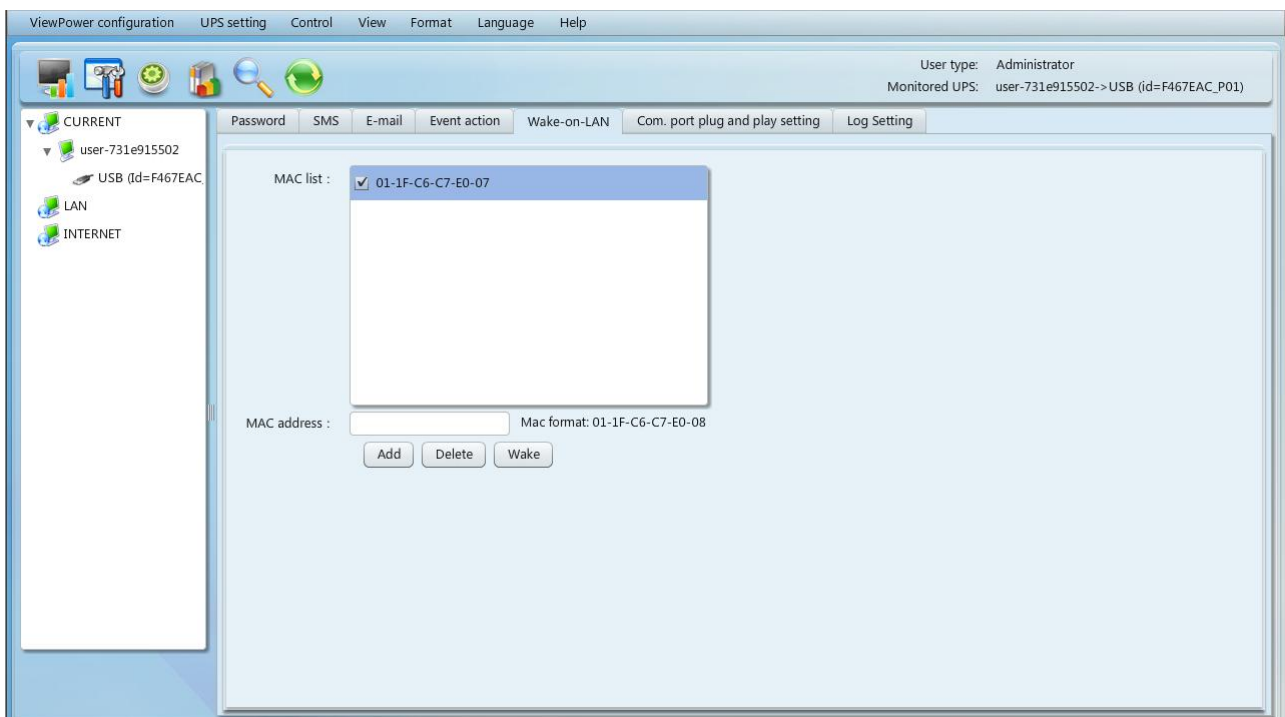 ViewPower configuration UPS setting Control View Format Language Help
User type: Administrator
Monitored UPS: user-731e915502->USB (id=F467EAC_P01)
CURRENT
user-731e915502
USB (Id=F467EAC_
LAN
INTERNET
Password SMS E-mail Event action Wake-on-LAN Com. port plug and play setting Log Setting
MAC list :
01-1F-C6-C7-E0-07
MAC address : Mac format: 01-1F-C6-C7-E0-08
Add Delete Wake